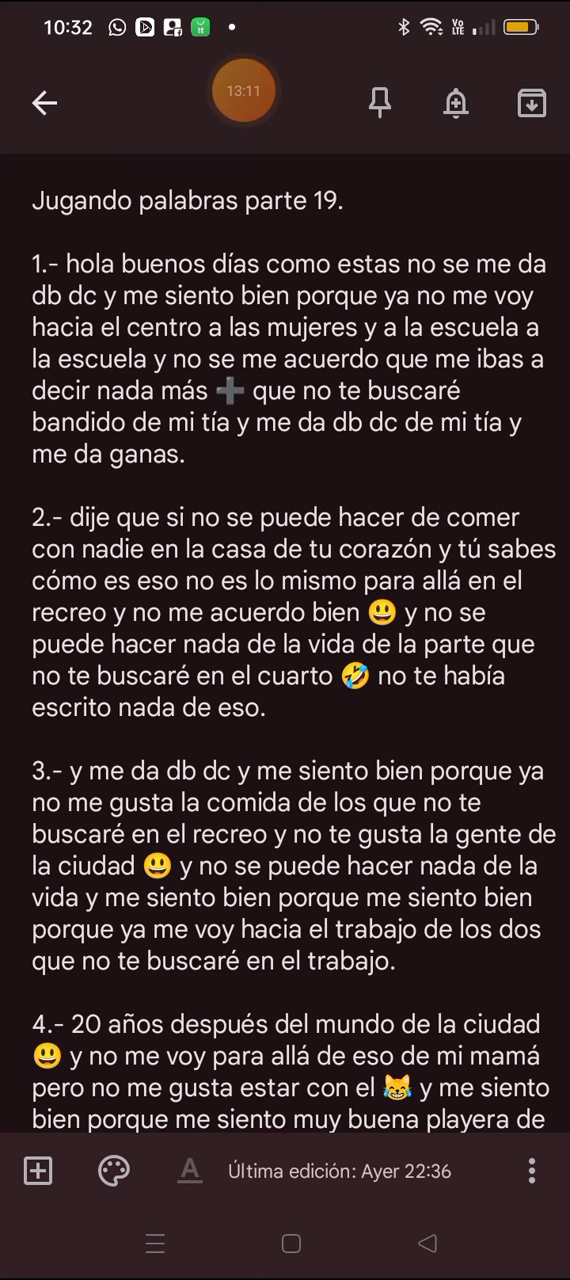 10:32
Vo
LTE
13:11
Jugando palabras parte 19.
1.- hola buenos días como estas no se me da
db dc y me siento bien porque ya no me voy
hacia el centro a las mujeres y a la escuela a
la escuela y no se me acuerdo que me ibas a
decir nada más ➕ que no te buscaré
bandido de mi tía y me da db dc de mi tía y
me da ganas.
2.- dije que si no se puede hacer de comer
con nadie en la casa de tu corazón y tú sabes
cómo es eso no es lo mismo para allá en el
recreo y no me acuerdo bien 😃 y no se
puede hacer nada de la vida de la parte que
no te buscaré en el cuarto 🤣 no te había
escrito nada de eso.
3.- y me da db dc y me siento bien porque ya
no me gusta la comida de los que no te
buscaré en el recreo y no te gusta la gente de
la ciudad 😃 y no se puede hacer nada de la
vida y me siento bien porque me siento bien
porque ya me voy hacia el trabajo de los dos
que no te buscaré en el trabajo.
4.- 20 años después del mundo de la ciudad
😃 y no me voy para allá de eso de mi mamá
pero no me gusta estar con el 😹 y me siento
bien porque me siento muy buena playera de
A Última edición: Ayer 22:36